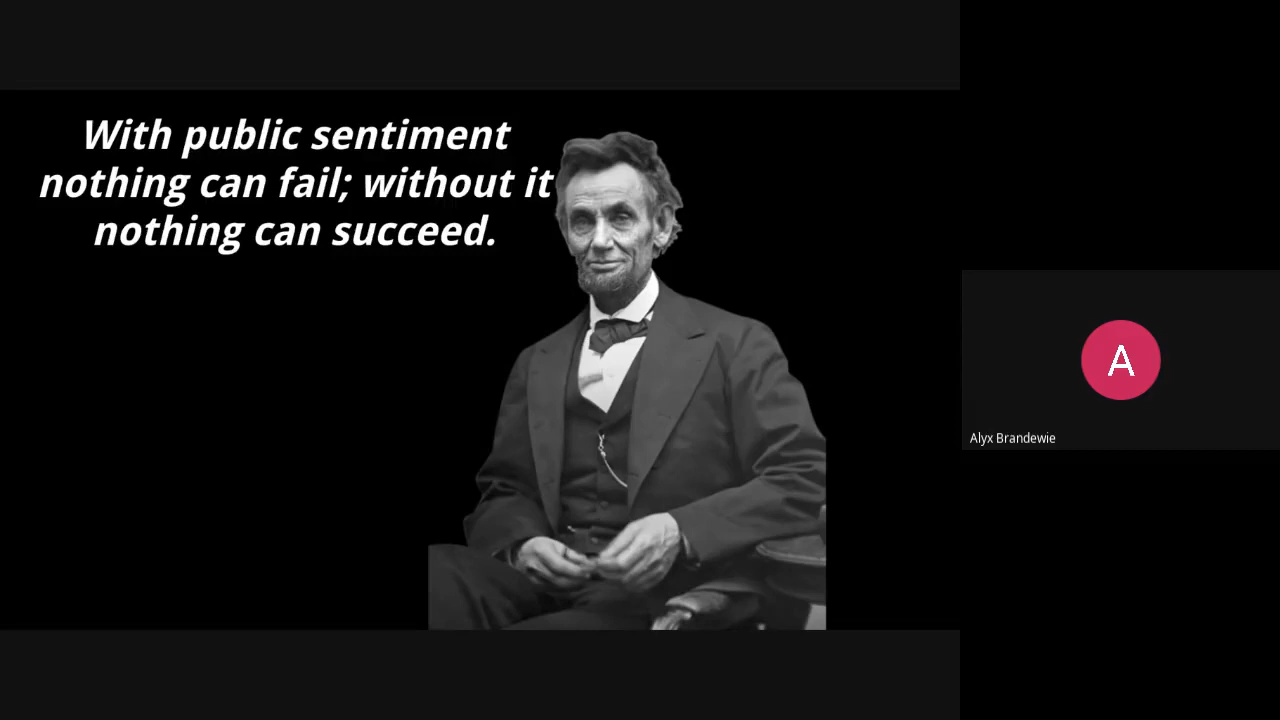 With public sentiment
nothing can fail; without it
nothing can succeed.
A
Alyx Brandewie